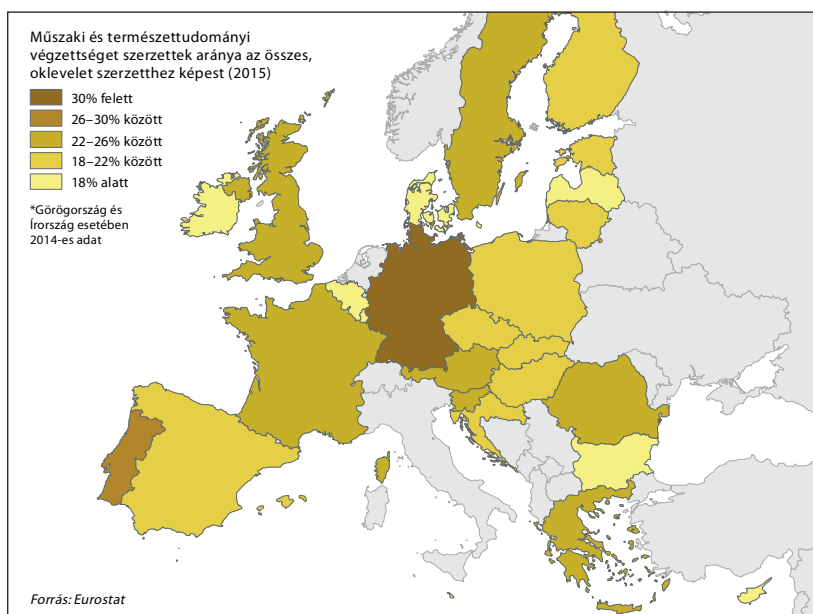 Műszaki és természettudományi
végzettséget szerzettek aránya az összes,
oklevelet szerzetthez képest (2015)
30% felett
26–30% között
22–26% között
18–22% között
18% alatt
*Görögország és
Írország esetében
2014-es adat
Forrás: Eurostat